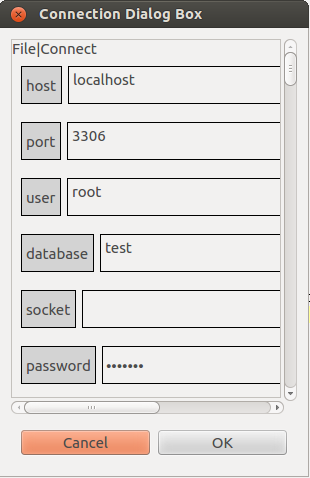 Connection Dialog Box
File|Connect
host localhost
port 3306
user root
database test
socket
password •••••••
Cancel OK